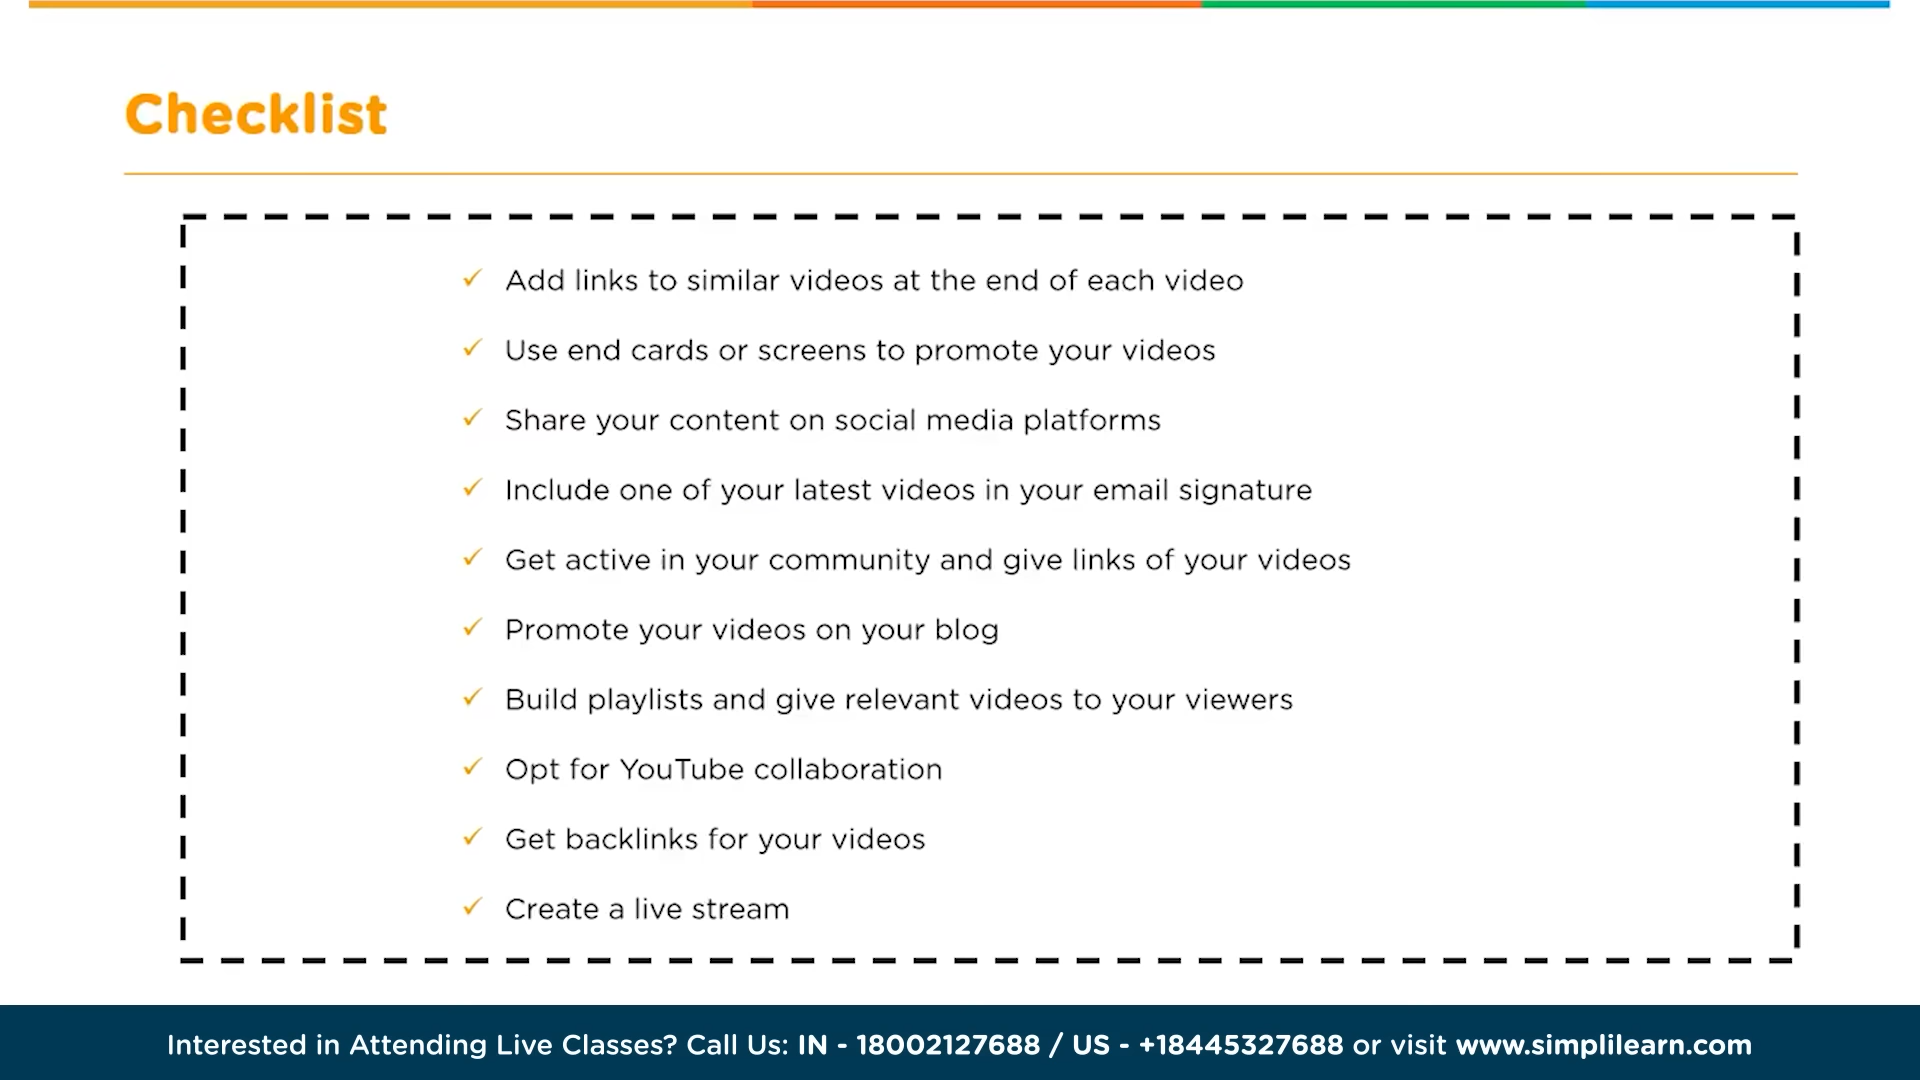 Checklist
✓ Add links to similar videos at the end of each video
✓ Use end cards or screens to promote your videos
✓ Share your content on social media platforms
✓ Include one of your latest videos in your email signature
✓ Get active in your community and give links of your videos
✓ Promote your videos on your blog
✓ Build playlists and give relevant videos to your viewers
✓ Opt for YouTube collaboration
✓ Get backlinks for your videos
✓ Create a live stream
Interested in Attending Live Classes? Call Us: IN - 18002127688 / US - +18445327688 or visit www.simplilearn.com